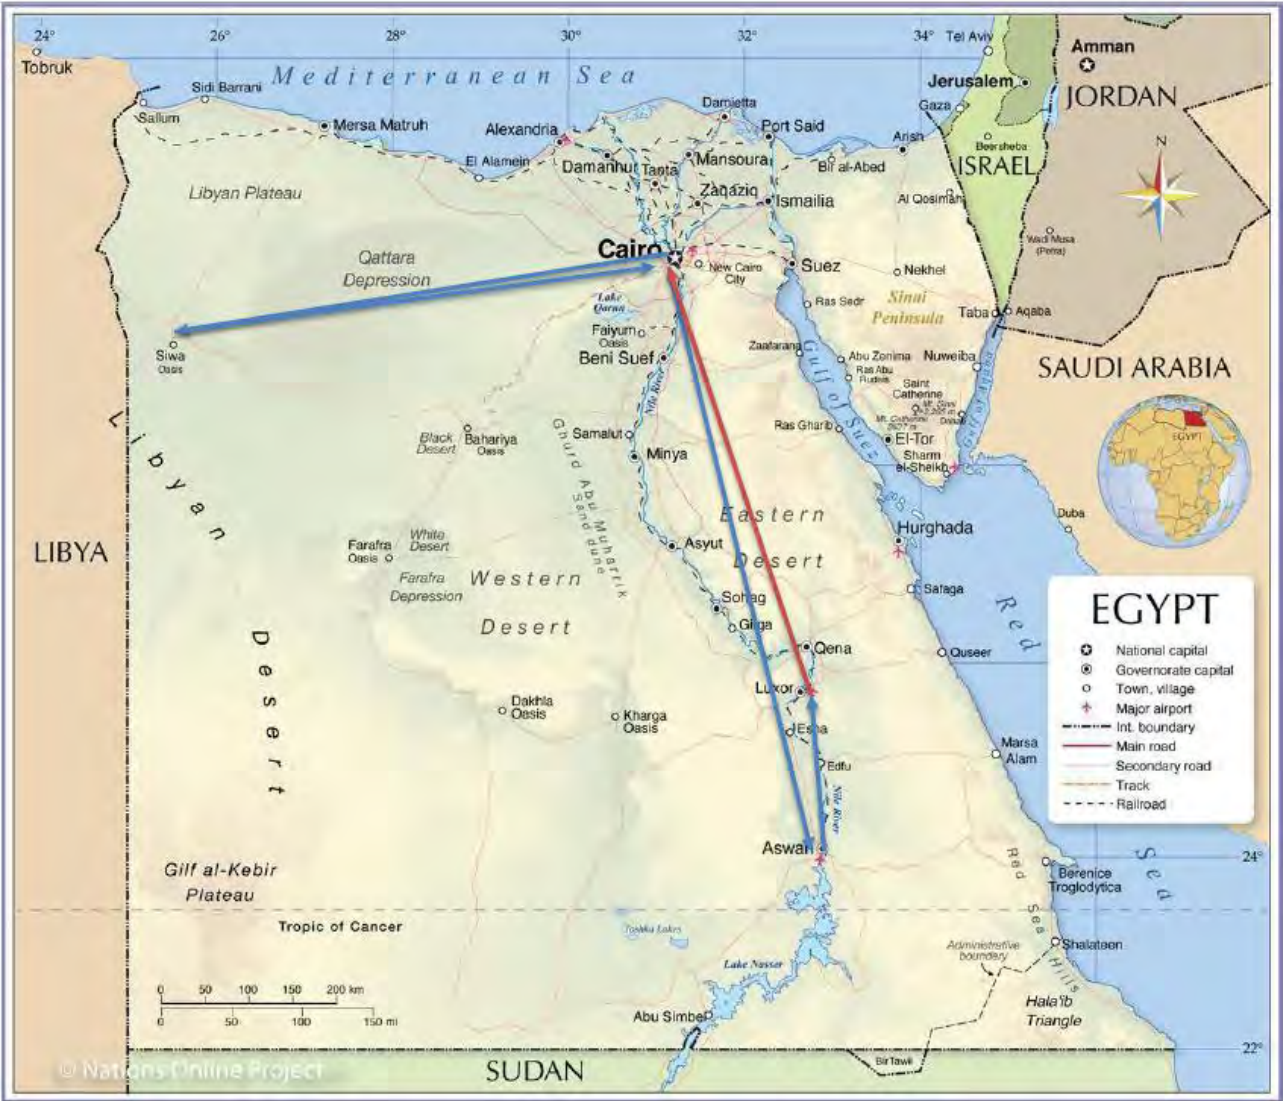 24°
26°
28°
30°
32°
34°
Tel Aviv
Tobruk
Mediterranean Sea
Amman
Jerusalem
JORDAN
Sidi Barrani
Sallum
Mersa Matruh
Alexandria
Damietta
Port Said
Gaza
Arish
Beersheba
ISRAEL
N
El Alamein
Damanhur
Tanta
Mansoura
Bir al-Abed
Libyan Plateau
Zaqaziq
Ismailia
Al Qosimah
Wadi Musa
(Petra)
Cairo
New Cairo
City
Suez
Nekhel
Qattara
Depression
Lake
Qarun
Ras Sedr
Sinai
Peninsula
Taba
Aqaba
Siwa
Oasis
Faiyum
Oasis
Beni Suef
Nile River
Zaafarana
Gulf of Suez
Abu Zenima
Nuweiba
Ras Abu
Rudeis
Saint
Catherine
SAUDI ARABIA
EGYPT
Black
Desert
Bahariya
Oasis
Samalut
Minya
Ghurd Abu Muharrik
Sand dune
Ras Gharib
El-Tor
Sharm
el-Sheikh
Libyan
Desert
LIBYA
Eastern
Desert
Duba
Hurghada
White
Desert
Farafra
Oasis
Farafra
Depression
Asyut
Western
Desert
Sohag
Girga
Safaga
Red
Sea
Qena
Quseer
Luxor
Dakhla
Oasis
Kharga
Oasis
Esna
Edfu
Nile River
Marsa
Alam
Aswan
EGYPT
National capital
Governorate capital
Town, village
Major airport
Int. boundary
Main road
Secondary road
Track
Railroad
24°
Gilf al-Kebir
Plateau
Tropic of Cancer
Toshka Lakes
Lake Nasser
Berenice
Troglodytica
Red Sea Hills
Shalateen
Administrative
boundary
Hala'ib
Triangle
0 50 100 150 200 km
0 50 100 150 mi
Abu Simbel
Bir Tawil
22°
SUDAN
© Nations Online Project